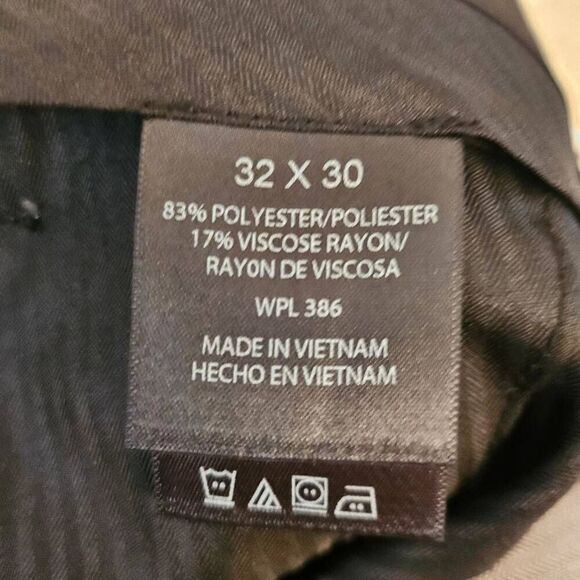 32 X 30
83% POLYESTER/POLIESTER
17% VISCOSE RAYON/
RAYON DE VISCOSA
WPL 386
MADE IN VIETNAM
HECHO EN VIETNAM